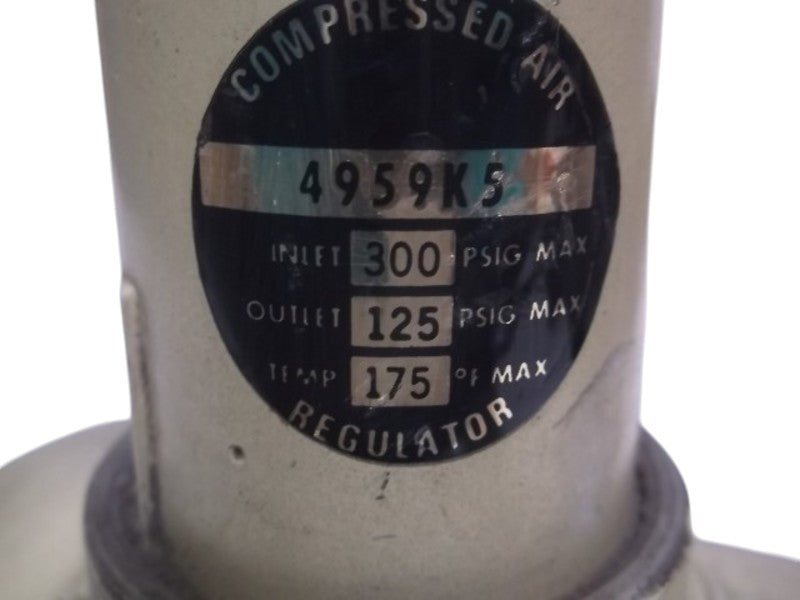 COMPRESSED AIR
4959K5
INLET 300 PSIG MAX
OUTLET 125 PSIG MAX
TEMP 175 °F MAX
REGULATOR